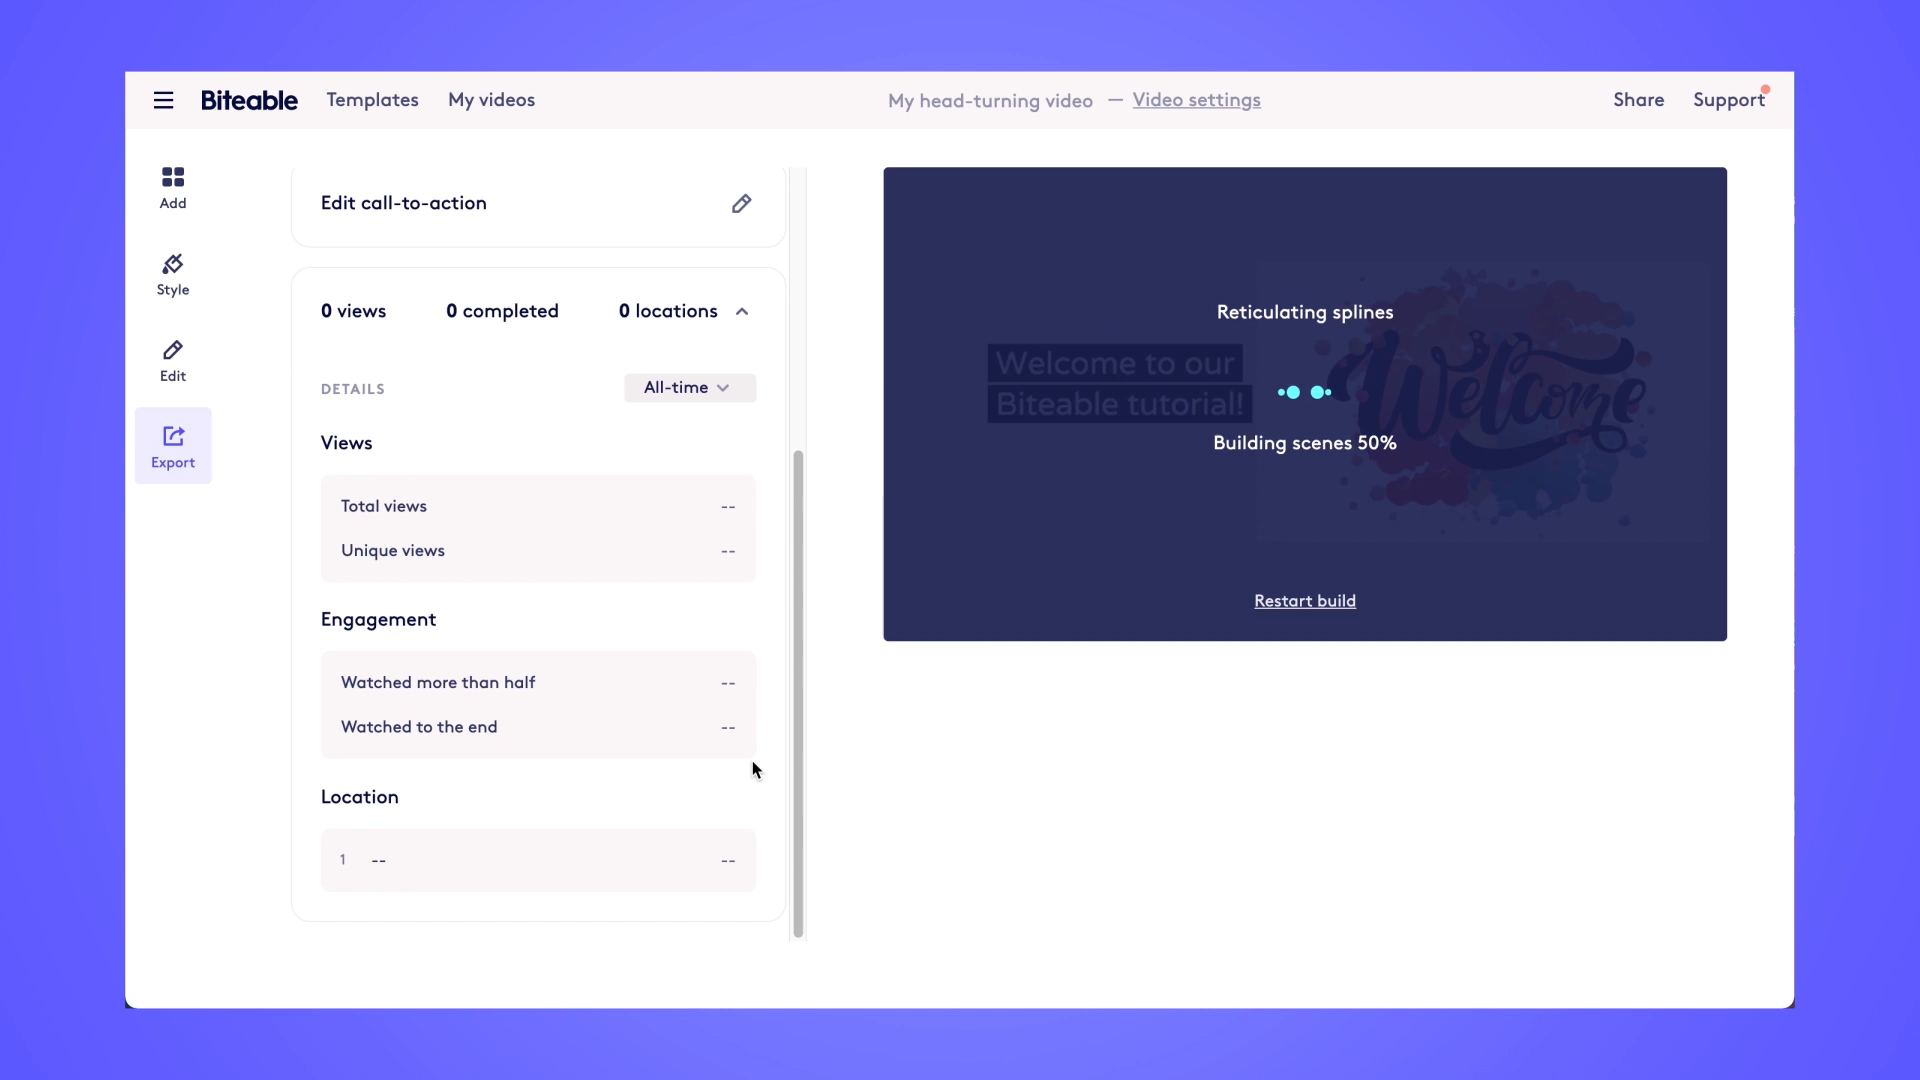 Biteable Templates My videos My head-turning video — Video settings Share Support
Add
Style
Edit
Export
Edit call-to-action
0 views 0 completed 0 locations
DETAILS All-time
Views
Total views --
Unique views --
Engagement
Watched more than half --
Watched to the end --
Location
1 -- --
Reticulating splines
Welcome to our
Biteable tutorial!
Welcome
Building scenes 50%
Restart build